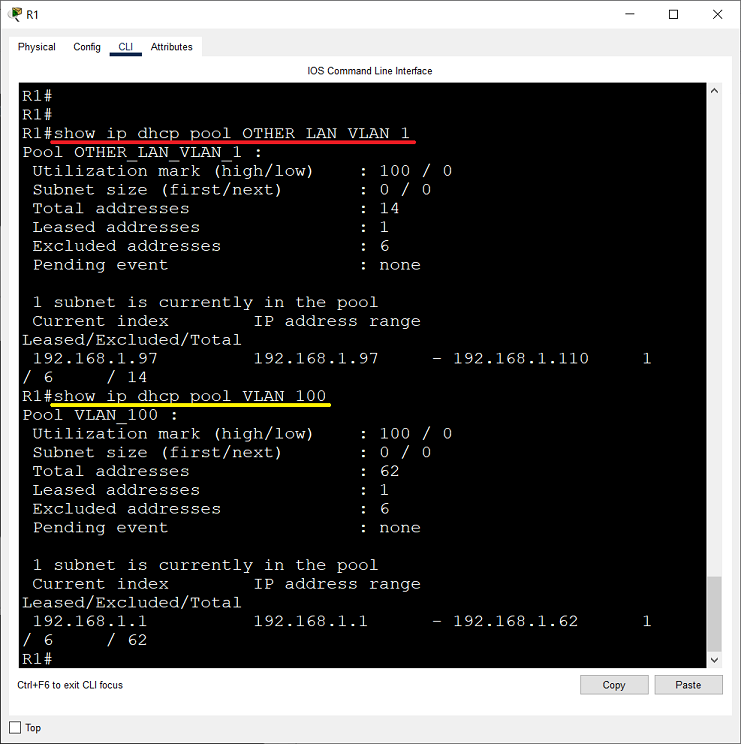 R1
Physical Config CLI Attributes
IOS Command Line Interface
R1#
R1#
R1#show ip dhcp pool OTHER_LAN_VLAN_1
Pool OTHER_LAN_VLAN_1 :
Utilization mark (high/low) : 100 / 0
Subnet size (first/next) : 0 / 0
Total addresses : 14
Leased addresses : 1
Excluded addresses : 6
Pending event : none
1 subnet is currently in the pool
Current index IP address range
Leased/Excluded/Total
192.168.1.97 192.168.1.97 - 192.168.1.110 1
/ 6 / 14
R1#show ip dhcp pool VLAN_100
Pool VLAN_100 :
Utilization mark (high/low) : 100 / 0
Subnet size (first/next) : 0 / 0
Total addresses : 62
Leased addresses : 1
Excluded addresses : 6
Pending event : none
1 subnet is currently in the pool
Current index IP address range
Leased/Excluded/Total
192.168.1.1 192.168.1.1 - 192.168.1.62 1
/ 6 / 62
R1#
Ctrl+F6 to exit CLI focus Copy Paste
Top